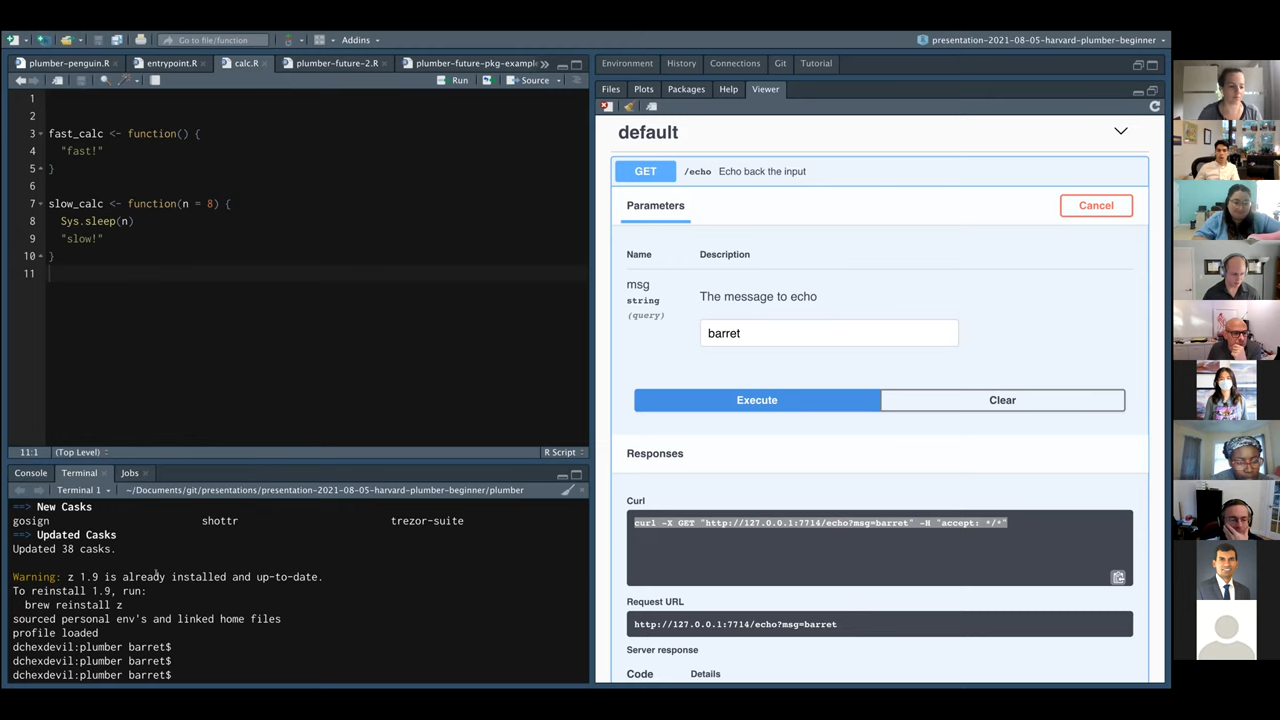 Go to file/function
Addins
presentation-2021-08-05-harvard-plumber-beginner
plumber-penguin.R
entrypoint.R
calc.R
plumber-future-2.R
plumber-future-pkg-example
Run
Source
1
2
3 fast_calc <- function() {
4 "fast!"
5 }
6
7 slow_calc <- function(n = 8) {
8 Sys.sleep(n)
9 "slow!"
10 }
11
11:1
(Top Level)
R Script
Console
Terminal
Jobs
Terminal 1
~/Documents/git/presentations/presentation-2021-08-05-harvard-plumber-beginner/plumber
==> New Casks
gosign shottr trezor-suite
==> Updated Casks
Updated 38 casks.
Warning: z 1.9 is already installed and up-to-date.
To reinstall 1.9, run:
brew reinstall z
sourced personal env's and linked home files
profile loaded
dchexdevil:plumber barret$
dchexdevil:plumber barret$
dchexdevil:plumber barret$
Environment
History
Connections
Git
Tutorial
Files
Plots
Packages
Help
Viewer
default
GET /echo Echo back the input
Parameters
Cancel
Name Description
msg
string
(query)
The message to echo
barret
Execute
Clear
Responses
Curl
curl -X GET "http://127.0.0.1:7714/echo?msg=barret" -H "accept: */*"
Request URL
http://127.0.0.1:7714/echo?msg=barret
Server response
Code Details